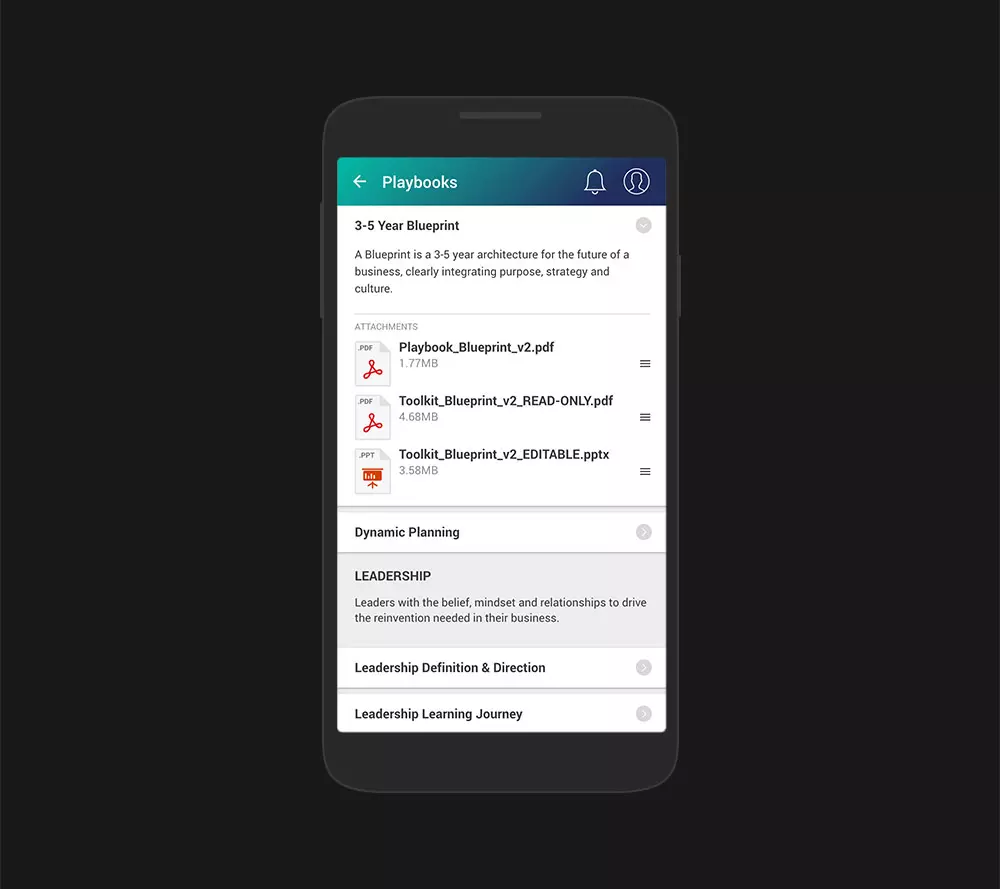 Playbooks
3-5 Year Blueprint
A Blueprint is a 3-5 year architecture for the future of a
business, clearly integrating purpose, strategy and
culture.
ATTACHMENTS
.PDF
Playbook_Blueprint_v2.pdf
1.77MB
.PDF
Toolkit_Blueprint_v2_READ-ONLY.pdf
4.68MB
.PPT
Toolkit_Blueprint_v2_EDITABLE.pptx
3.58MB
Dynamic Planning
LEADERSHIP
Leaders with the belief, mindset and relationships to drive
the reinvention needed in their business.
Leadership Definition & Direction
Leadership Learning Journey